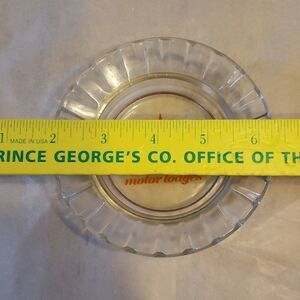 1 MADE IN USA 2 3 4 5 6
RINCE GEORGE'S CO. OFFICE OF TH
motor lodges